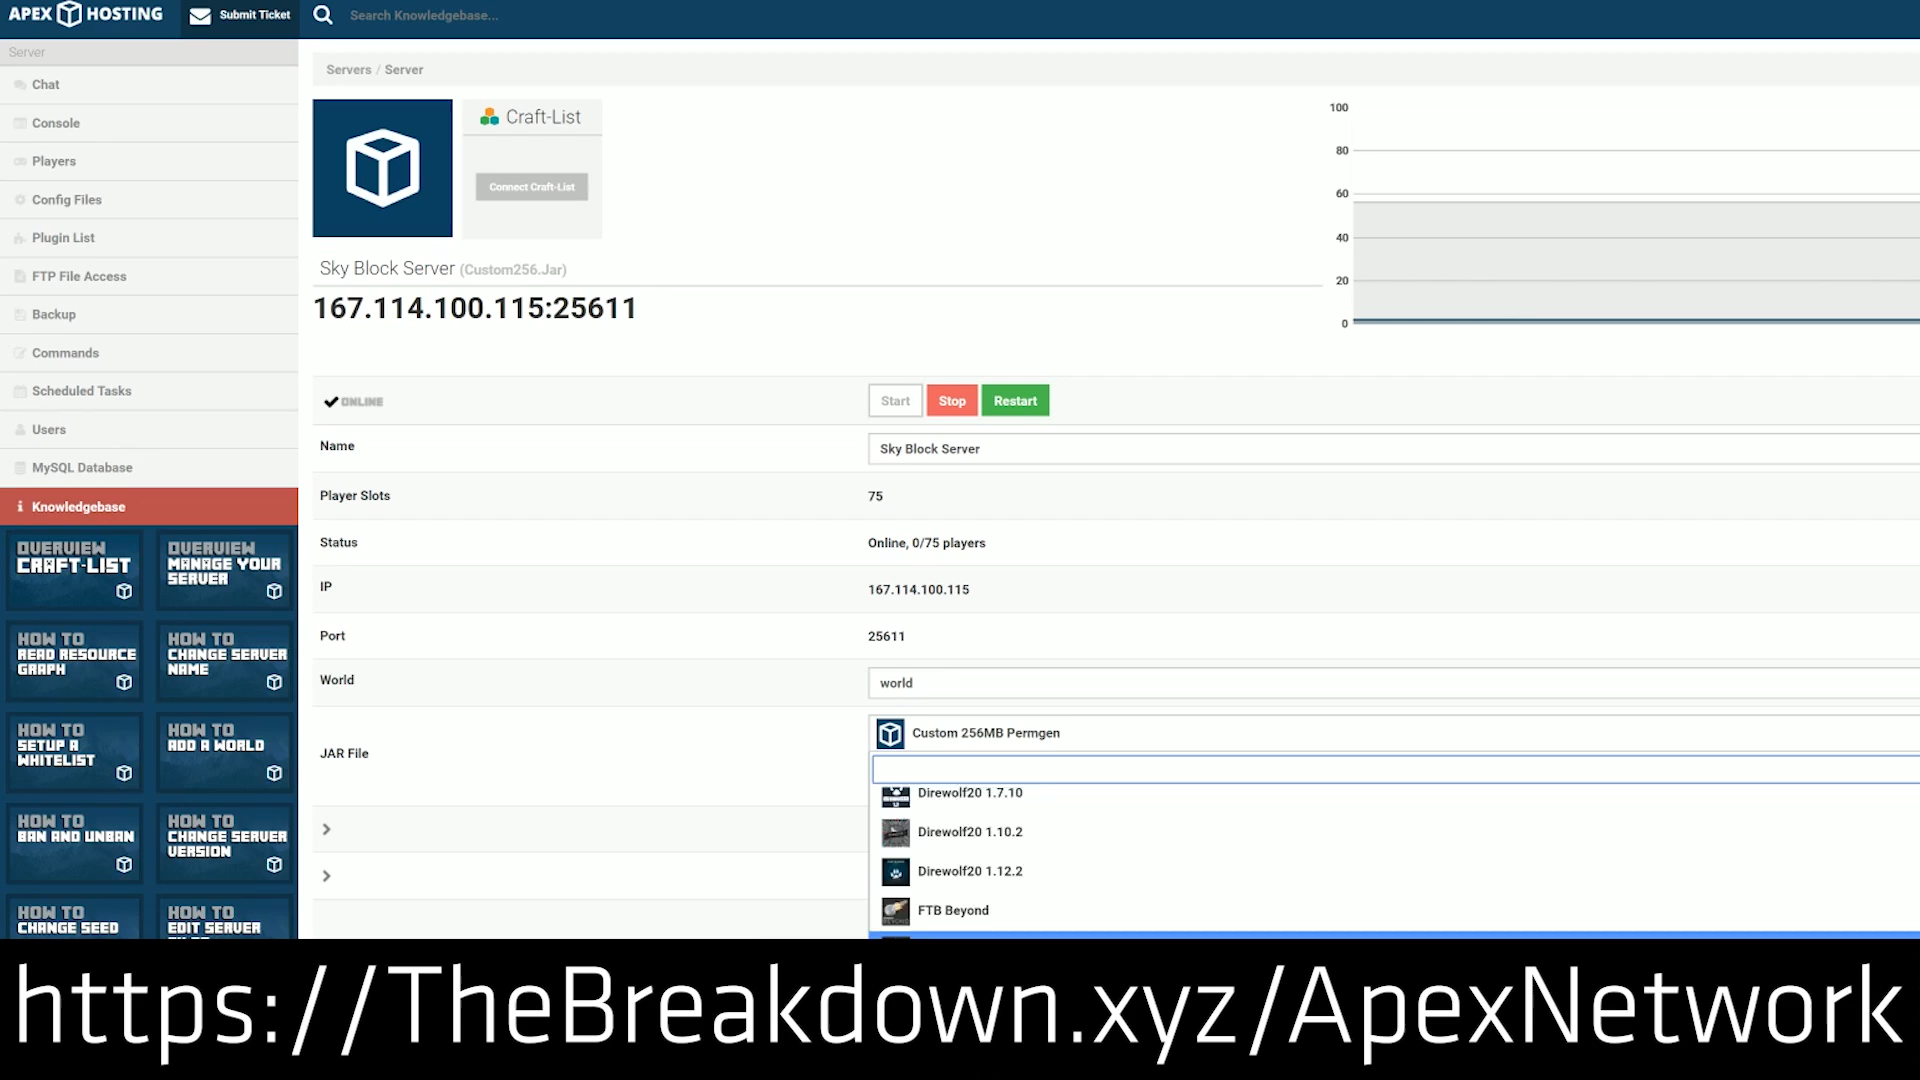 APEX HOSTING
Submit Ticket
Search Knowledgebase...
Server
Chat
Console
Players
Config Files
Plugin List
FTP File Access
Backup
Commands
Scheduled Tasks
Users
MySQL Database
Knowledgebase
OVERVIEW
CRAFT-LIST
OVERVIEW
MANAGE YOUR
SERVER
HOW TO
READ RESOURCE
GRAPH
HOW TO
CHANGE SERVER
NAME
HOW TO
SETUP A
WHITELIST
HOW TO
ADD A WORLD
HOW TO
BAN AND UNBAN
HOW TO
CHANGE SERVER
VERSION
HOW TO
CHANGE SEED
HOW TO
EDIT SERVER
Servers / Server
Craft-List
Connect Craft-List
100
80
60
40
20
0
Sky Block Server (Custom256.Jar)
167.114.100.115:25611
ONLINE
Start Stop Restart
Name Sky Block Server
Player Slots 75
Status Online, 0/75 players
IP 167.114.100.115
Port 25611
World world
JAR File Custom 256MB Permgen
Direwolf20 1.7.10
Direwolf20 1.10.2
Direwolf20 1.12.2
FTB Beyond
https://TheBreakdown.xyz/ApexNetwork